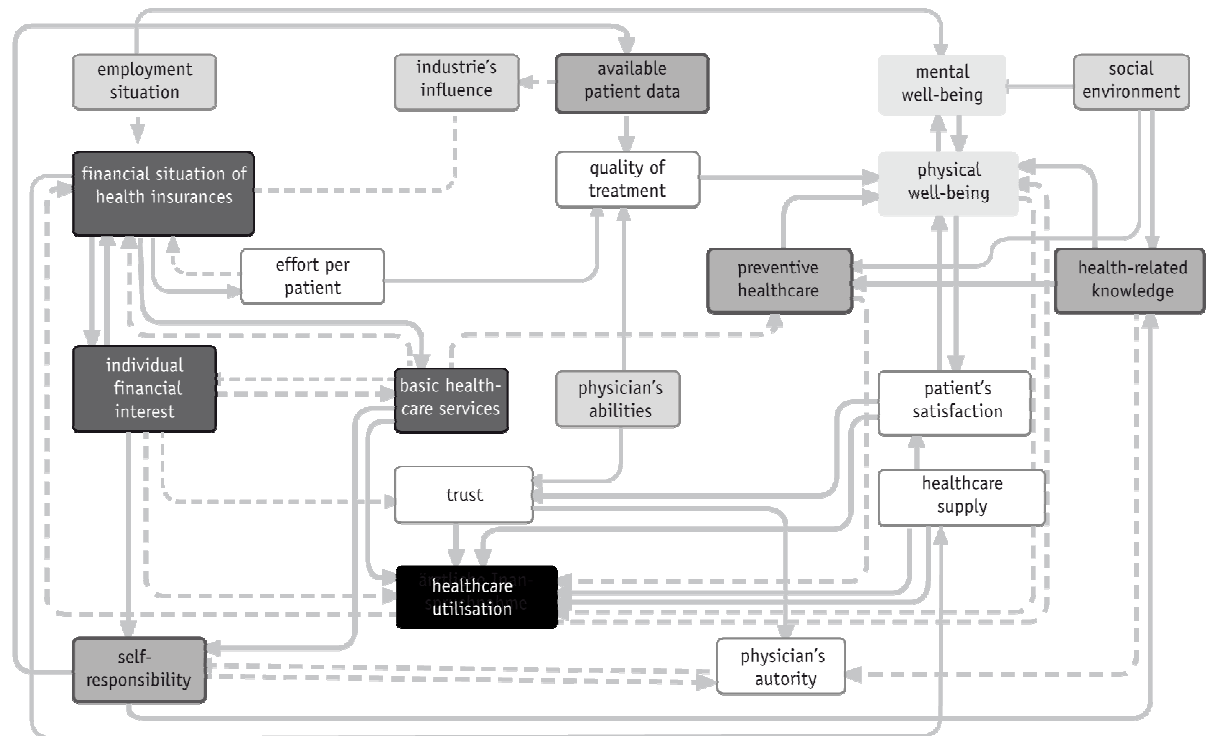 employment
situation
industrie's
influence
available
patient data
mental
well-being
social
environment
financial situation of
health insurances
quality of
treatment
physical
well-being
effort per
patient
preventive
healthcare
health-related
knowledge
individual
financial
interest
basic health-
care services
physician's
abilities
patient's
satisfaction
trust
healthcare
supply
healthcare
utilisation
self-
responsibility
physician's
autority